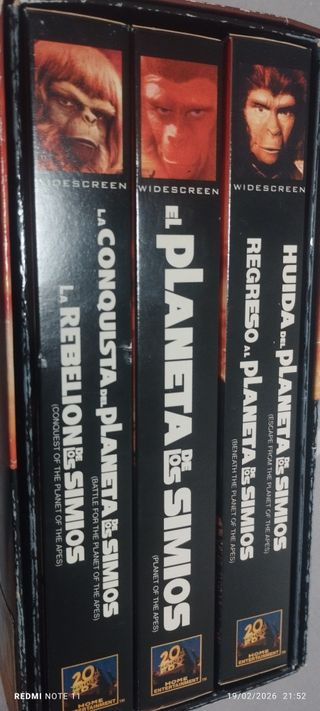 WIDESCREEN
LA CONQUISTA DEL PLANETA DE LOS SIMIOS
(BATTLE FOR THE PLANET OF THE APES)
LA REBELION DE LOS SIMIOS
(CONQUEST OF THE PLANET OF THE APES)
20th
FOX
HOME
ENTERTAINMENT
WIDESCREEN
EL PLANETA DE LOS SIMIOS
(PLANET OF THE APES)
20th
FOX
HOME
ENTERTAINMENT
WIDESCREEN
HUIDA DEL PLANETA DE LOS SIMIOS
(ESCAPE FROM THE PLANET OF THE APES)
REGRESO AL PLANETA DE LOS SIMIOS
(BENEATH THE PLANET OF THE APES)
20th
FOX
HOME
ENTERTAINMENT
REDMI NOTE 11
19/02/2026 21:52